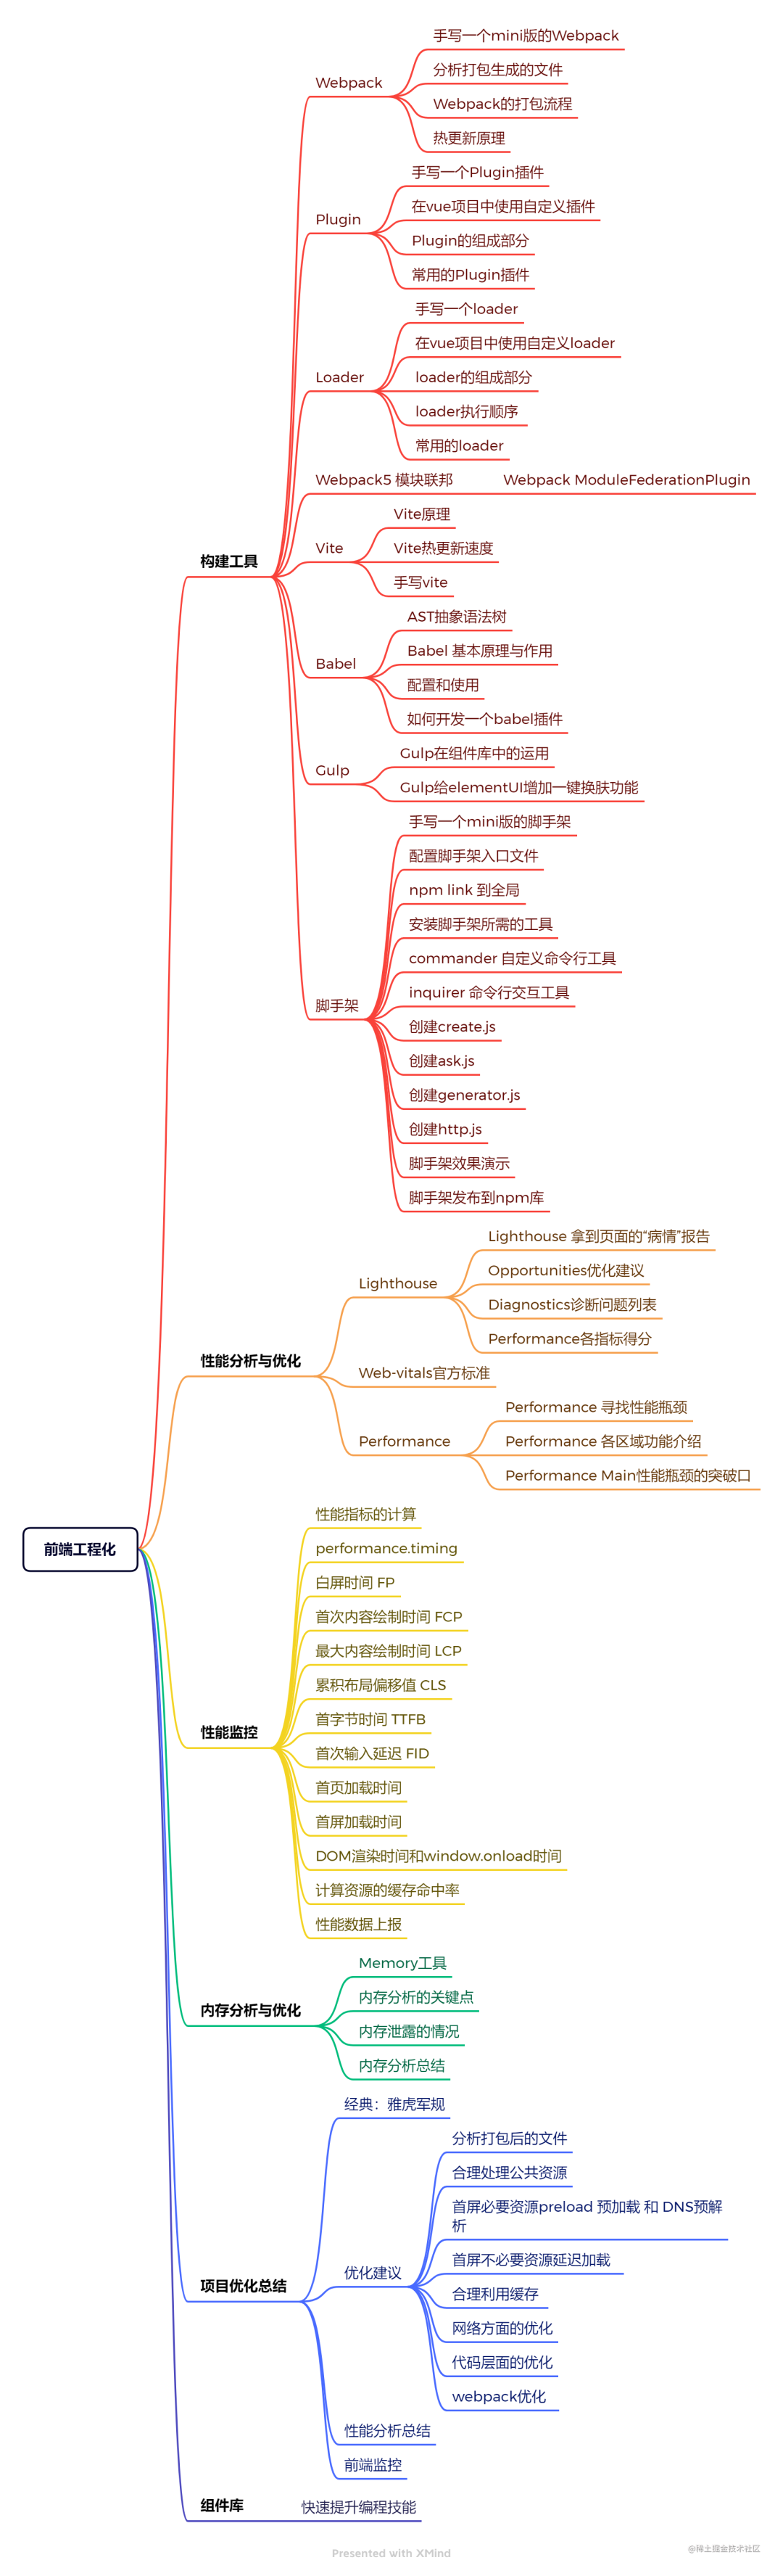 手写一个mini版的Webpack
分析打包生成的文件
Webpack
Webpack的打包流程
热更新原理
手写一个Plugin插件
在vue项目中使用自定义插件
Plugin
Plugin的组成部分
常用的Plugin插件
手写一个loader
在vue项目中使用自定义loader
Loader
loader的组成部分
loader执行顺序
常用的loader
Webpack5 模块联邦
Webpack ModuleFederationPlugin
构建工具
Vite原理
Vite
Vite热更新速度
手写vite
AST抽象语法树
Babel 基本原理与作用
Babel
配置和使用
如何开发一个babel插件
Gulp在组件库中的运用
Gulp
Gulp给elementUI增加一键换肤功能
手写一个mini版的脚手架
配置脚手架入口文件
npm link 到全局
安装脚手架所需的工具
commander 自定义命令行工具
inquirer 命令行交互工具
脚手架
创建create.js
创建ask.js
创建generator.js
创建http.js
脚手架效果演示
脚手架发布到npm库
Lighthouse 拿到页面的“病情”报告
Opportunities优化建议
Lighthouse
Diagnostics诊断问题列表
Performance各指标得分
性能分析与优化
Web-vitals官方标准
Performance 寻找性能瓶颈
Performance
Performance 各区域功能介绍
Performance Main性能瓶颈的突破口
前端工程化
性能指标的计算
performance.timing
白屏时间 FP
首次内容绘制时间 FCP
最大内容绘制时间 LCP
累积布局偏移值 CLS
首字节时间 TTFB
性能监控
首次输入延迟 FID
首页加载时间
首屏加载时间
DOM渲染时间和window.onload时间
计算资源的缓存命中率
性能数据上报
Memory工具
内存分析的关键点
内存分析与优化
内存泄露的情况
内存分析总结
经典：雅虎军规
分析打包后的文件
合理处理公共资源
首屏必要资源preload 预加载 和 DNS预解
析
首屏不必要资源延迟加载
优化建议
项目优化总结
合理利用缓存
网络方面的优化
代码层面的优化
webpack优化
性能分析总结
前端监控
组件库
快速提升编程技能
Presented with XMind
@稀土掘金技术社区